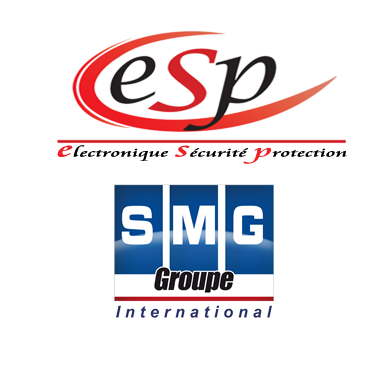 eSp
electronique Sécurité protection
SMG
Groupe
International